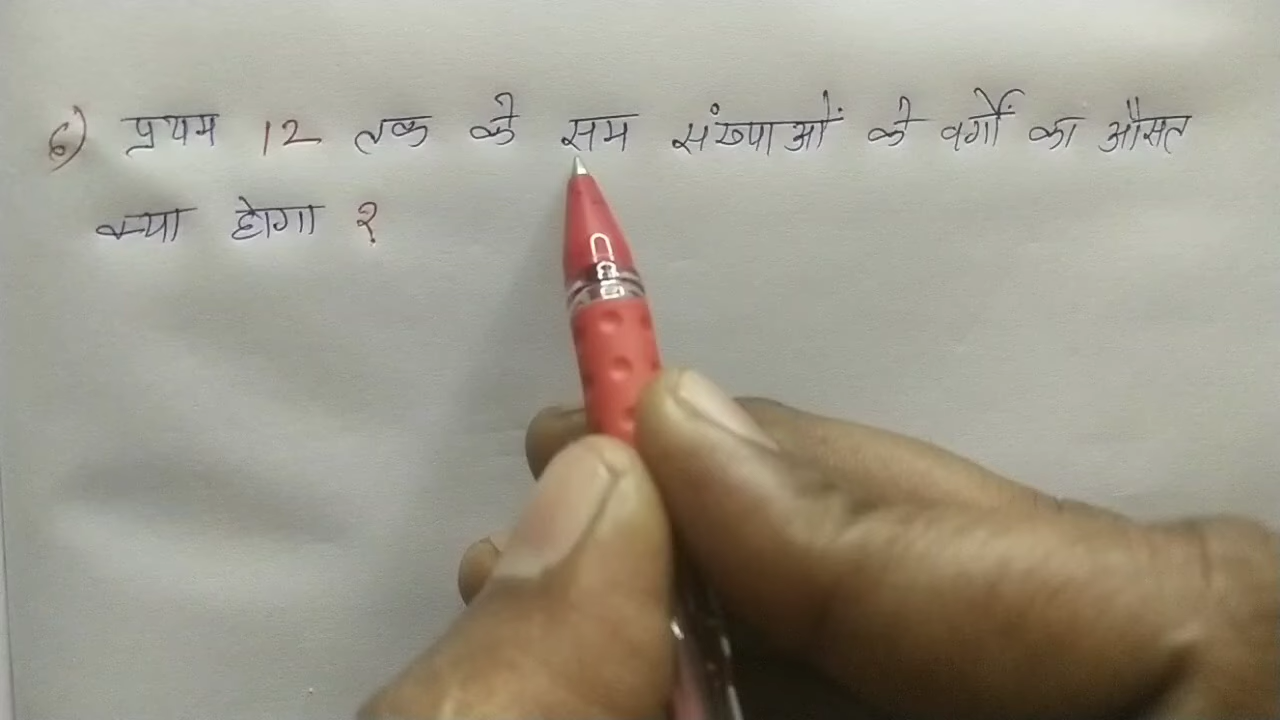 6) प्रथम 12 तक के सम संख्याओं के वर्गों का औसत
क्या होगा ?